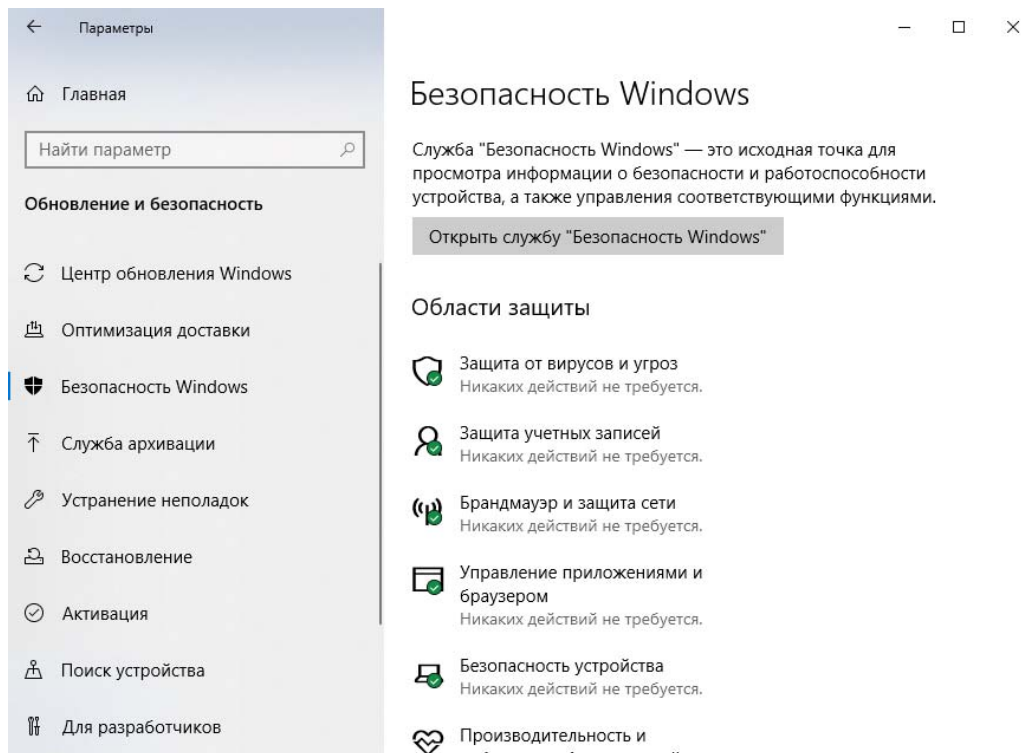 Параметры
Главная
Найти параметр
Обновление и безопасность
Центр обновления Windows
Оптимизация доставки
Безопасность Windows
Служба архивации
Устранение неполадок
Восстановление
Активация
Поиск устройства
Для разработчиков
Безопасность Windows
Служба "Безопасность Windows" — это исходная точка для
просмотра информации о безопасности и работоспособности
устройства, а также управления соответствующими функциями.
Открыть службу "Безопасность Windows"
Области защиты
Защита от вирусов и угроз
Никаких действий не требуется.
Защита учетных записей
Никаких действий не требуется.
Брандмауэр и защита сети
Никаких действий не требуется.
Управление приложениями и
браузером
Никаких действий не требуется.
Безопасность устройства
Никаких действий не требуется.
Производительность и